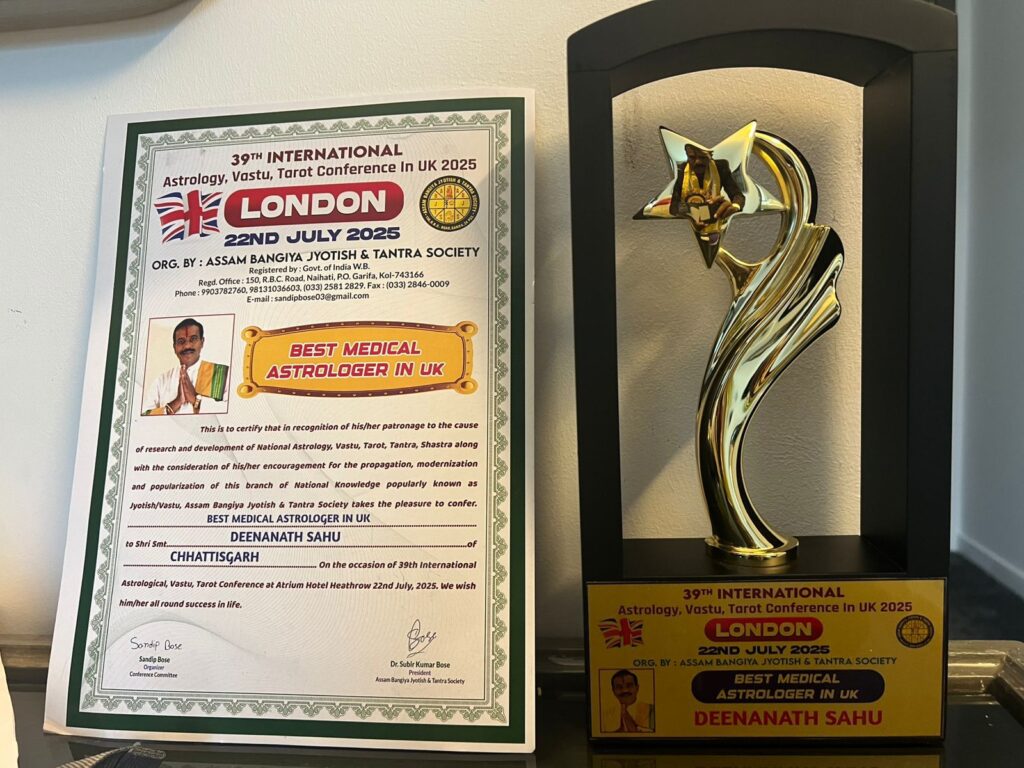 39TH INTERNATIONAL
Astrology, Vastu, Tarot Conference In UK 2025
LONDON
22ND JULY 2025
ORG. BY : ASSAM BANGIYA JYOTISH & TANTRA SOCIETY
Registered by : Govt. of India W.B.
Regd. Office : 150, R.B.C. Road, Naihati, P.O. Garifa, Kol-743166
Phone : 9903782760, 98131036603, (033) 2581 2829. Fax : (033) 2846-0009
E-mail : sandipbose03@gmail.com
BEST MEDICAL
ASTROLOGER IN UK
This is to certify that in recognition of his/her patronage to the cause
of research and development of National Astrology, Vastu, Tarot, Tantra, Shastra along
with the consideration of his/her encouragement for the propagation, modernization
and popularization of this branch of National Knowledge popularly known as
Jyotish/Vastu, Assam Bangiya Jyotish & Tantra Society takes the pleasure to confer.
BEST MEDICAL ASTROLOGER IN UK
to Shri Smt. DEENANATH SAHU of
CHHATTISGARH On the occasion of 39th International
Astrological, Vastu, Tarot Conference at Atrium Hotel Heathrow 22nd July, 2025. We wish
him/her all round success in life.
Sandip Bose
Sandip Bose
Organizer
Conference Committee
Dr. Subir Kumar Bose
President
Assam Bangiya Jyotish & Tantra Society
39TH INTERNATIONAL
Astrology, Vastu, Tarot Conference In UK 2025
LONDON
22ND JULY 2025
ORG. BY : ASSAM BANGIYA JYOTISH & TANTRA SOCIETY
BEST MEDICAL
ASTROLOGER IN UK
DEENANATH SAHU